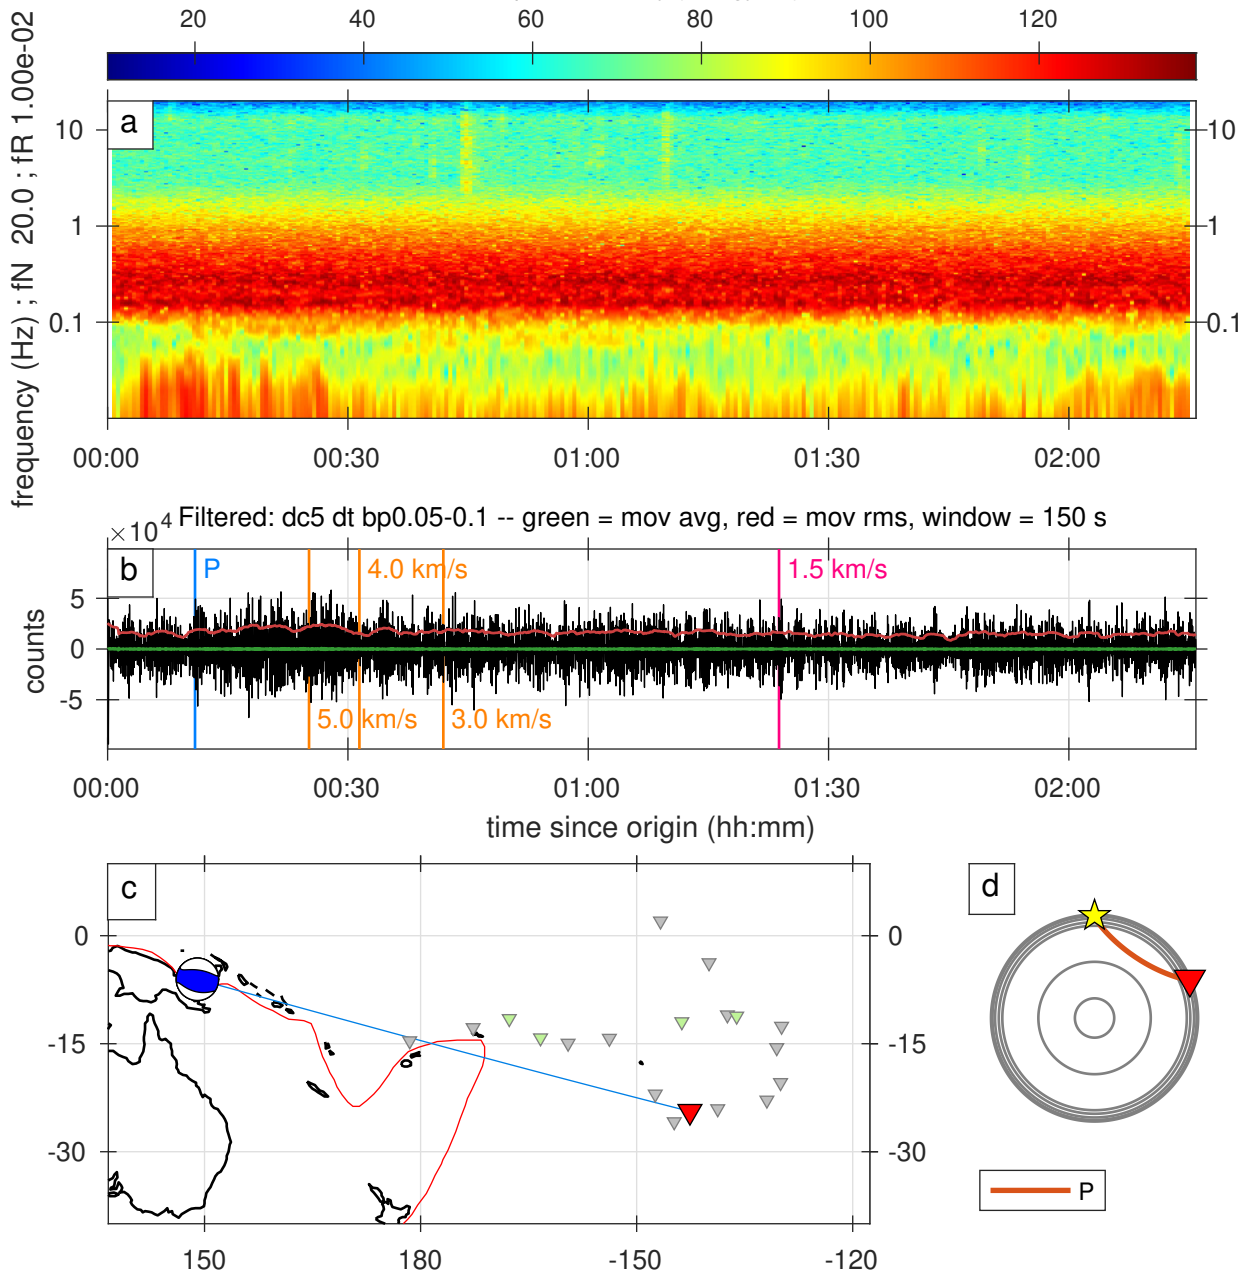 20 40 60 80 100 120
frequency (Hz) ; fN 20.0 ; fR 1.00e-02
a
10 10
1 1
0.1 0.1
00:00 00:30 01:00 01:30 02:00
×10⁴ Filtered: dc5 dt bp0.05-0.1 -- green = mov avg, red = mov rms, window = 150 s
b
P 4.0 km/s 1.5 km/s
counts
5
0
-5
5.0 km/s 3.0 km/s
00:00 00:30 01:00 01:30 02:00
time since origin (hh:mm)
c d
0 0
-15 -15
-30 -30
P
150 180 -150 -120